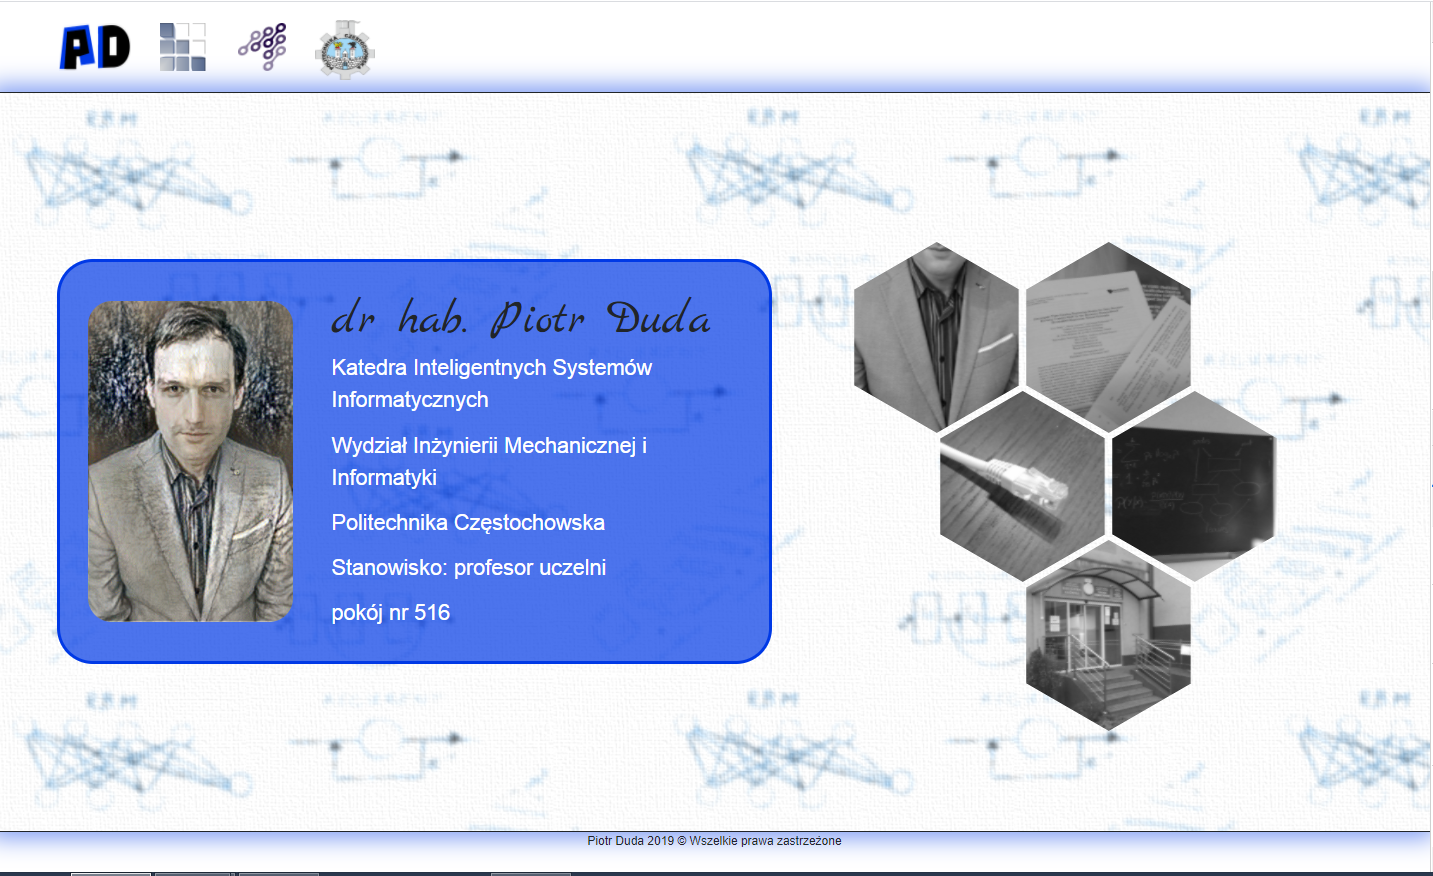 PD
dr hab. Piotr Duda
Katedra Inteligentnych Systemów
Informatycznych
Wydział Inżynierii Mechanicznej i
Informatyki
Politechnika Częstochowska
Stanowisko: profesor uczelni
pokój nr 516
Piotr Duda 2019 © Wszelkie prawa zastrzeżone